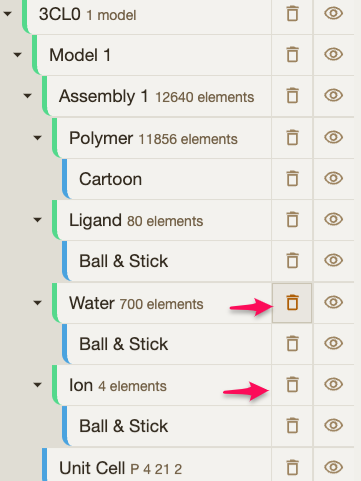 3CL0 1 model
Model 1
Assembly 1 12640 elements
Polymer 11856 elements
Cartoon
Ligand 80 elements
Ball & Stick
Water 700 elements
Ball & Stick
Ion 4 elements
Ball & Stick
Unit Cell P 4 21 2